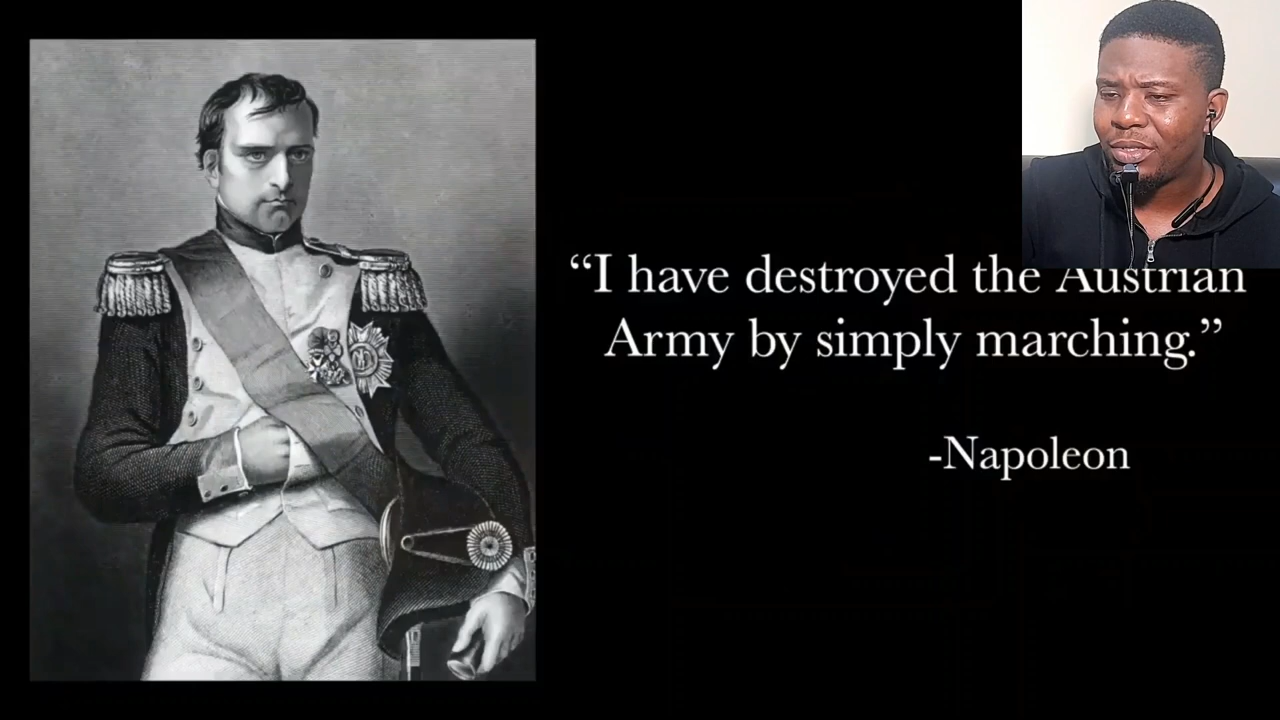 “I have destroyed the Austrian
Army by simply marching.”
-Napoleon